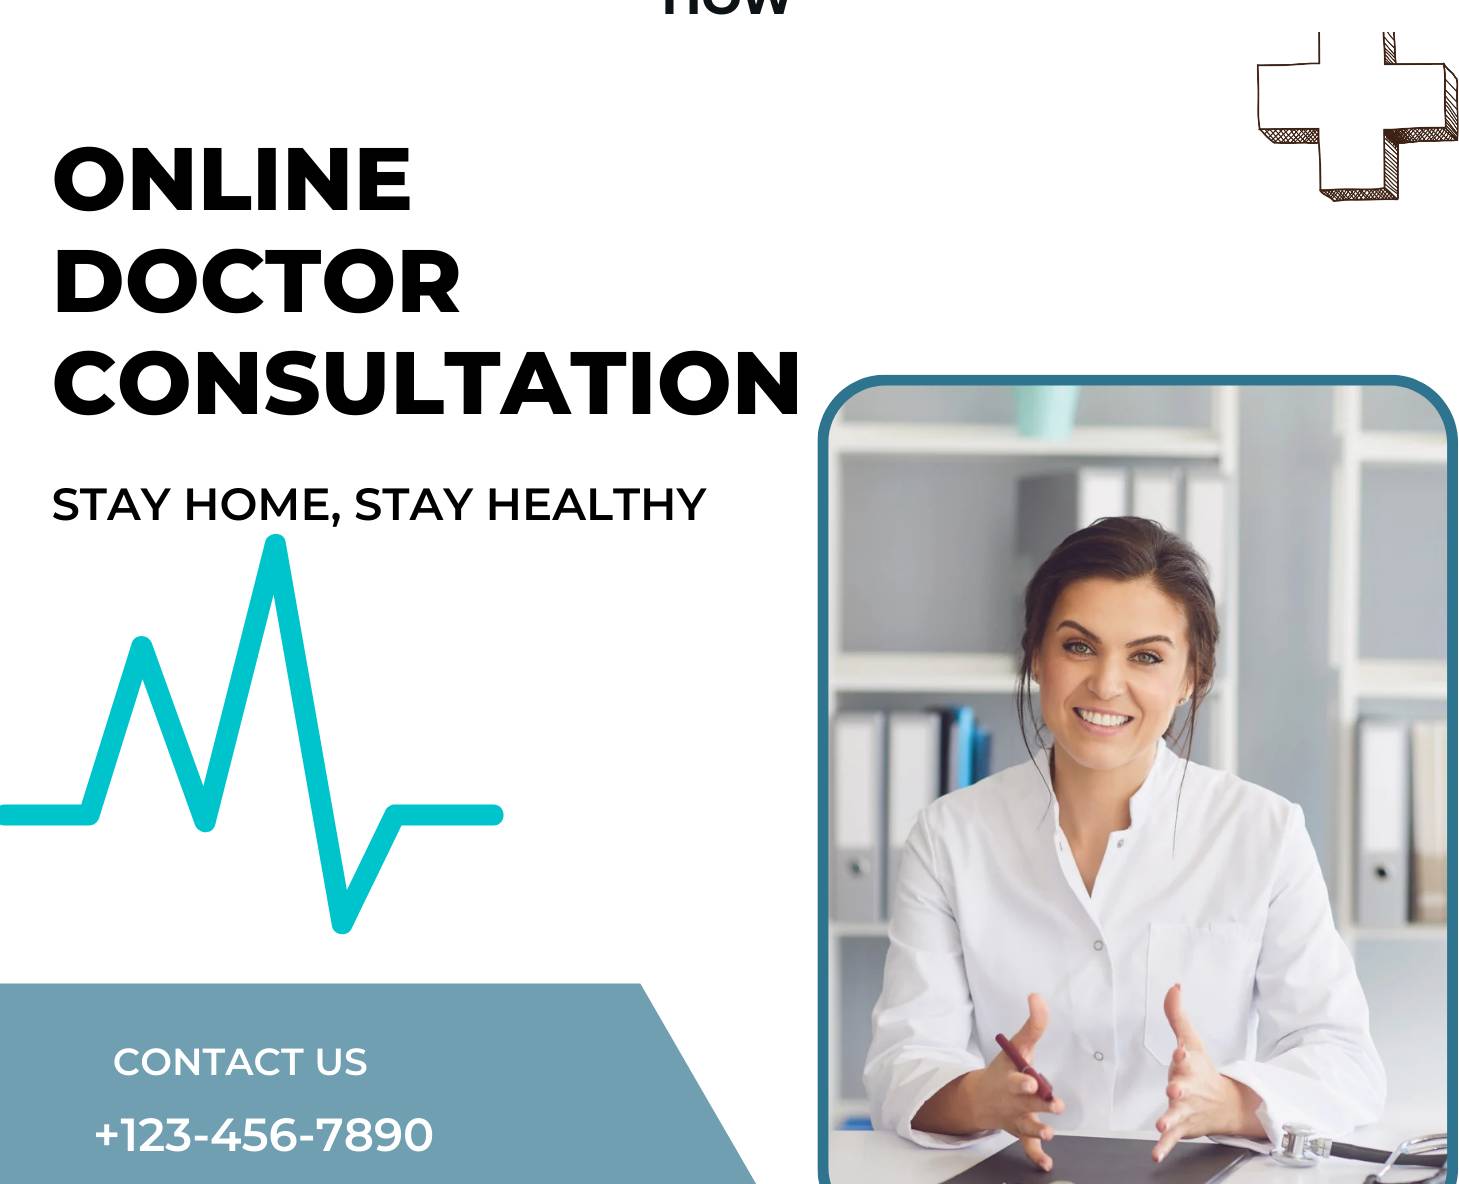 ONLINE
DOCTOR
CONSULTATION
STAY HOME, STAY HEALTHY
CONTACT US
+123-456-7890